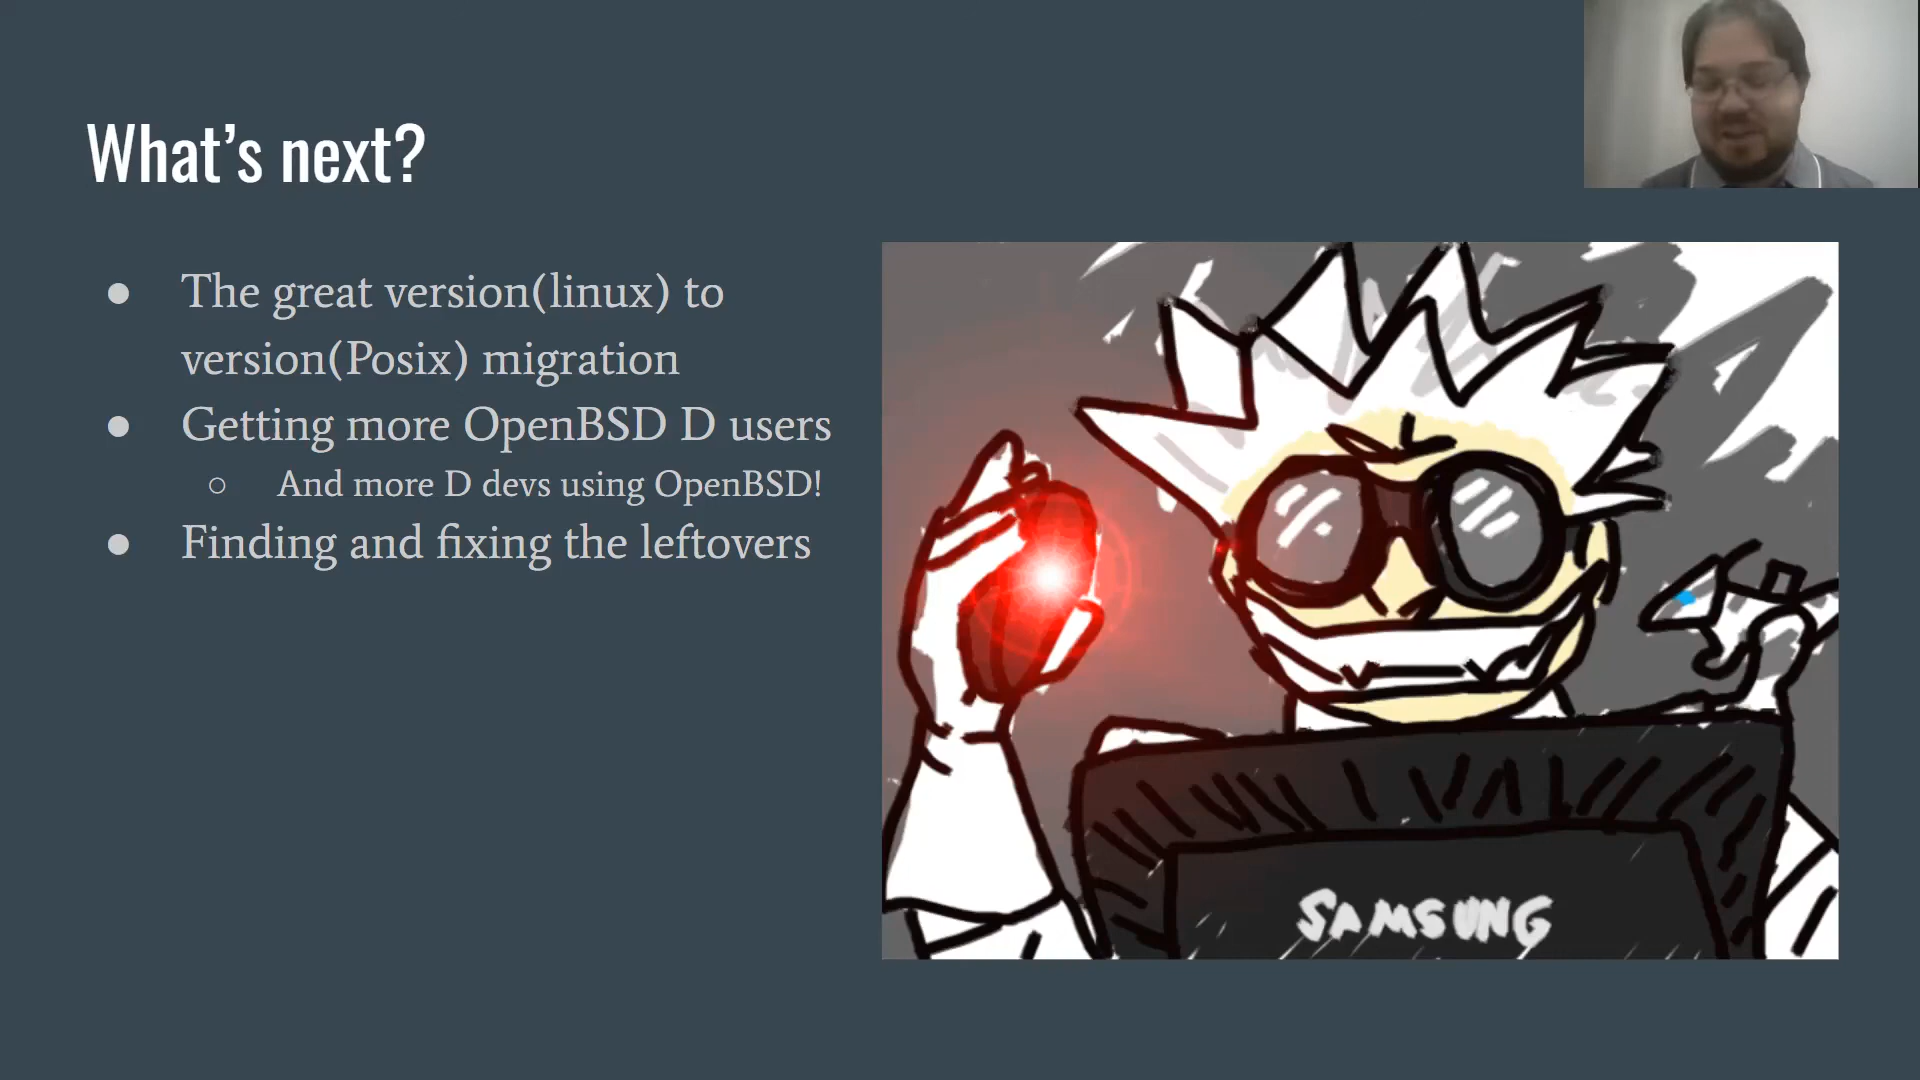 What's next?
● The great version(linux) to
version(Posix) migration
● Getting more OpenBSD D users
○ And more D devs using OpenBSD!
● Finding and fixing the leftovers
SAMSUNG